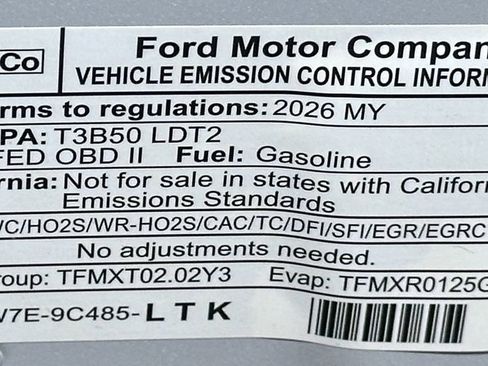 Co
Ford Motor Compan
VEHICLE EMISSION CONTROL INFORM
rms to regulations: 2026 MY
PA: T3B50 LDT2
FED OBD II Fuel: Gasoline
rnia: Not for sale in states with Californ
Emissions Standards
/C/HO2S/WR-HO2S/CAC/TC/DFI/SFI/EGR/EGRC
No adjustments needed.
roup: TFMXT02.02Y3 Evap: TFMXR0125G
7E-9C485-LTK